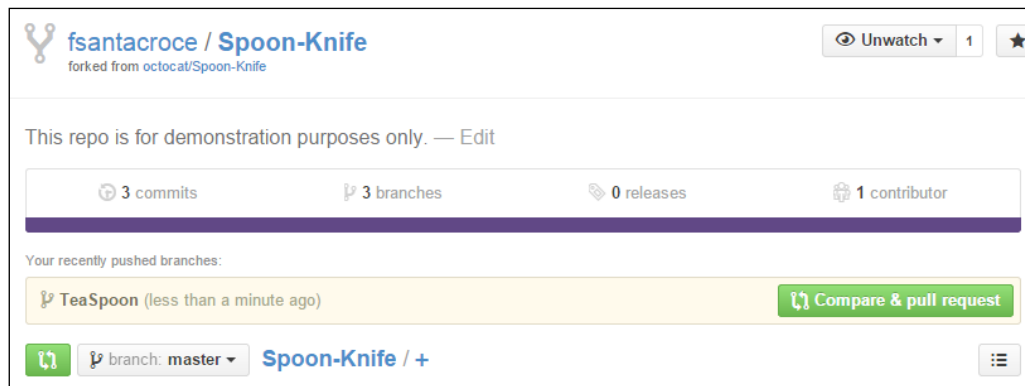 fsantacroce / Spoon-Knife
forked from octocat/Spoon-Knife
Unwatch 1
This repo is for demonstration purposes only. — Edit
3 commits 3 branches 0 releases 1 contributor
Your recently pushed branches:
TeaSpoon (less than a minute ago) Compare & pull request
branch: master Spoon-Knife / +